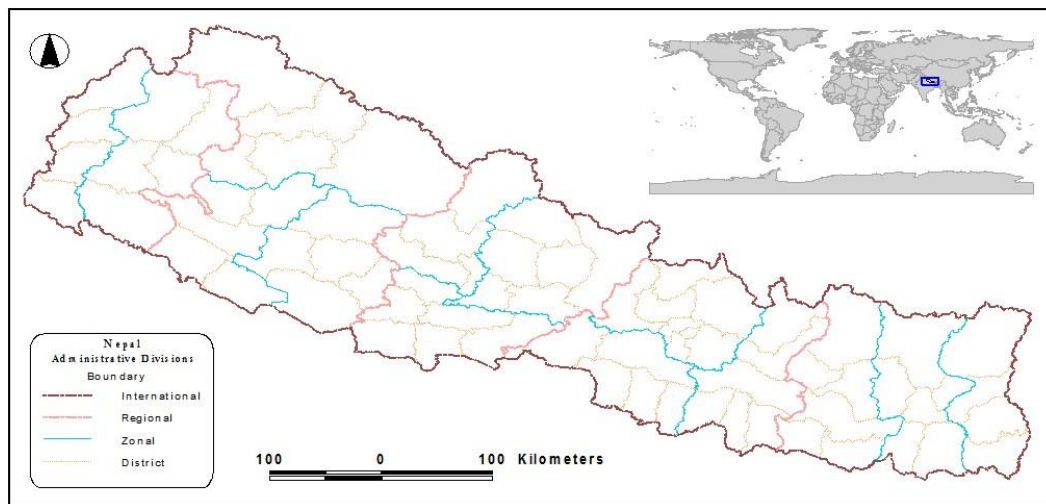 Nepal
Administrative Divisions
Boundary
International
Regional
Zonal
District
100 0 100 Kilometers